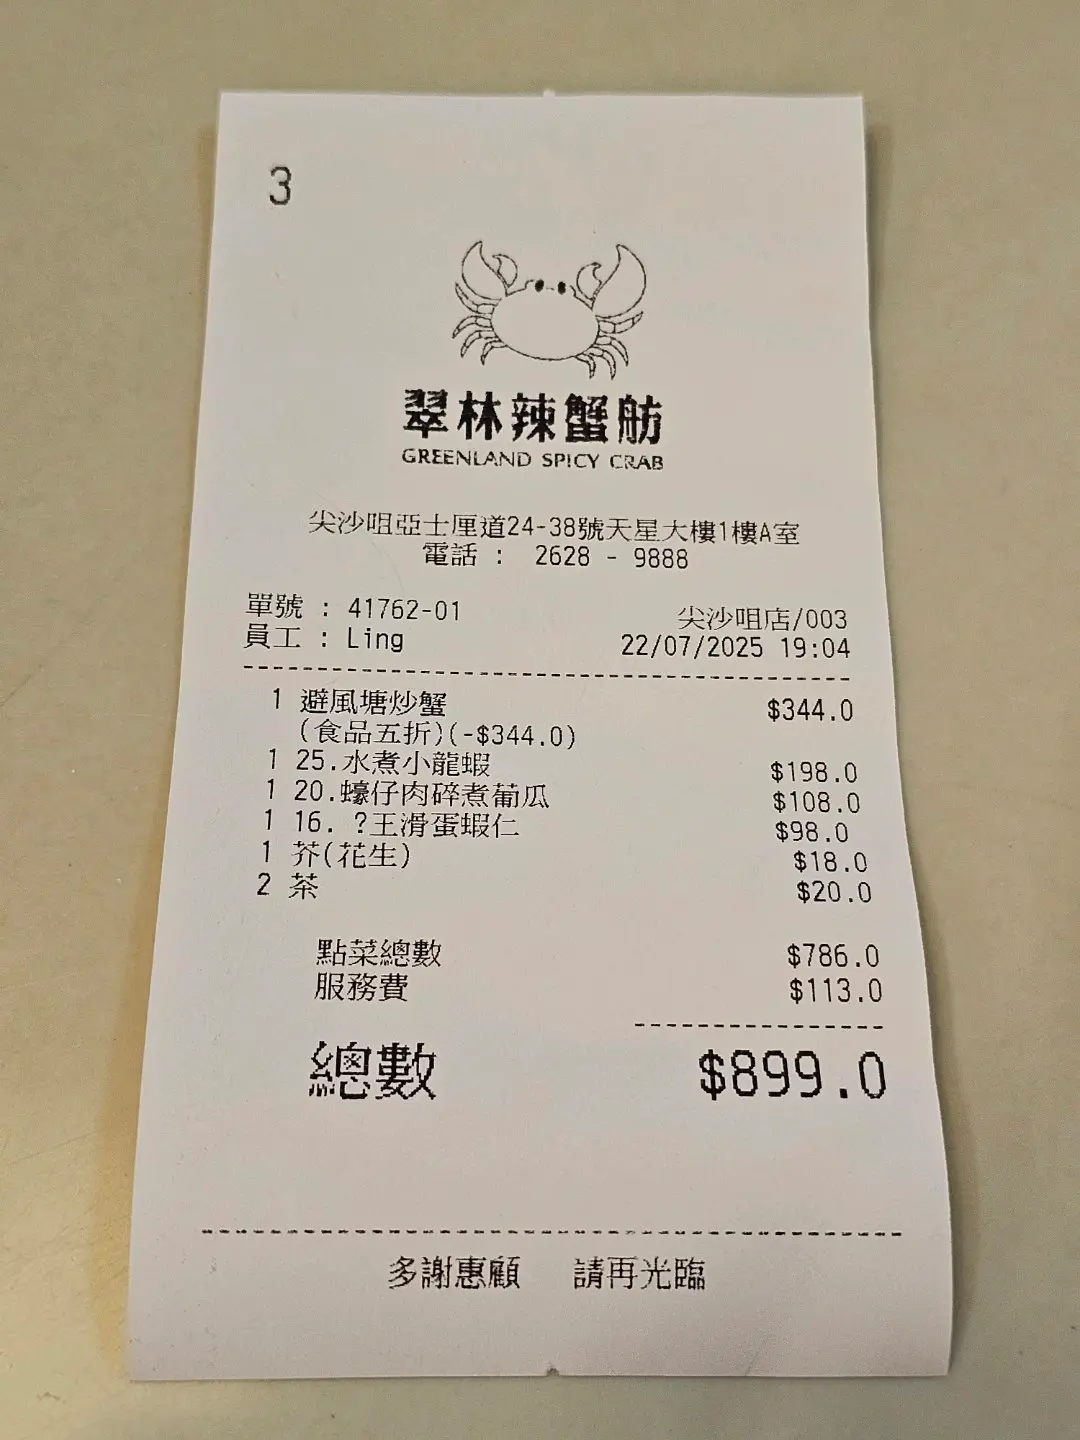 3
翠林辣蟹舫
GREENLAND SPICY CRAB
尖沙咀亞士厘道24-38號天星大樓1樓A室
電話 : 2628 - 9888
單號 : 41762-01 尖沙咀店/003
員工 : Ling 22/07/2025 19:04
1 避風塘炒蟹 $344.0
(食品五折)(-$344.0)
1 25.水煮小龍蝦 $198.0
1 20.蠔仔肉碎煮葡瓜 $108.0
1 16. ?王滑蛋蝦仁 $98.0
1 芥(花生) $18.0
2 茶 $20.0
點菜總數 $786.0
服務費 $113.0
總數 $899.0
多謝惠顧 請再光臨